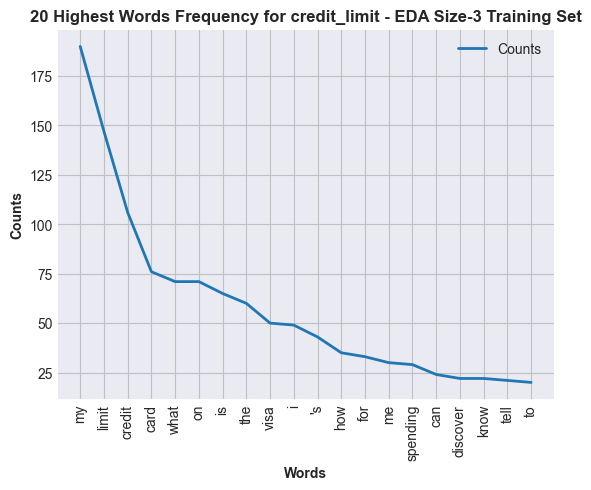 20 Highest Words Frequency for credit_limit - EDA Size-3 Training Set
Counts
175
150
125
100
75
50
25
Counts
my
limit
credit
card
what
on
is
the
visa
i
's
how
for
me
spending
can
discover
know
tell
to
Words